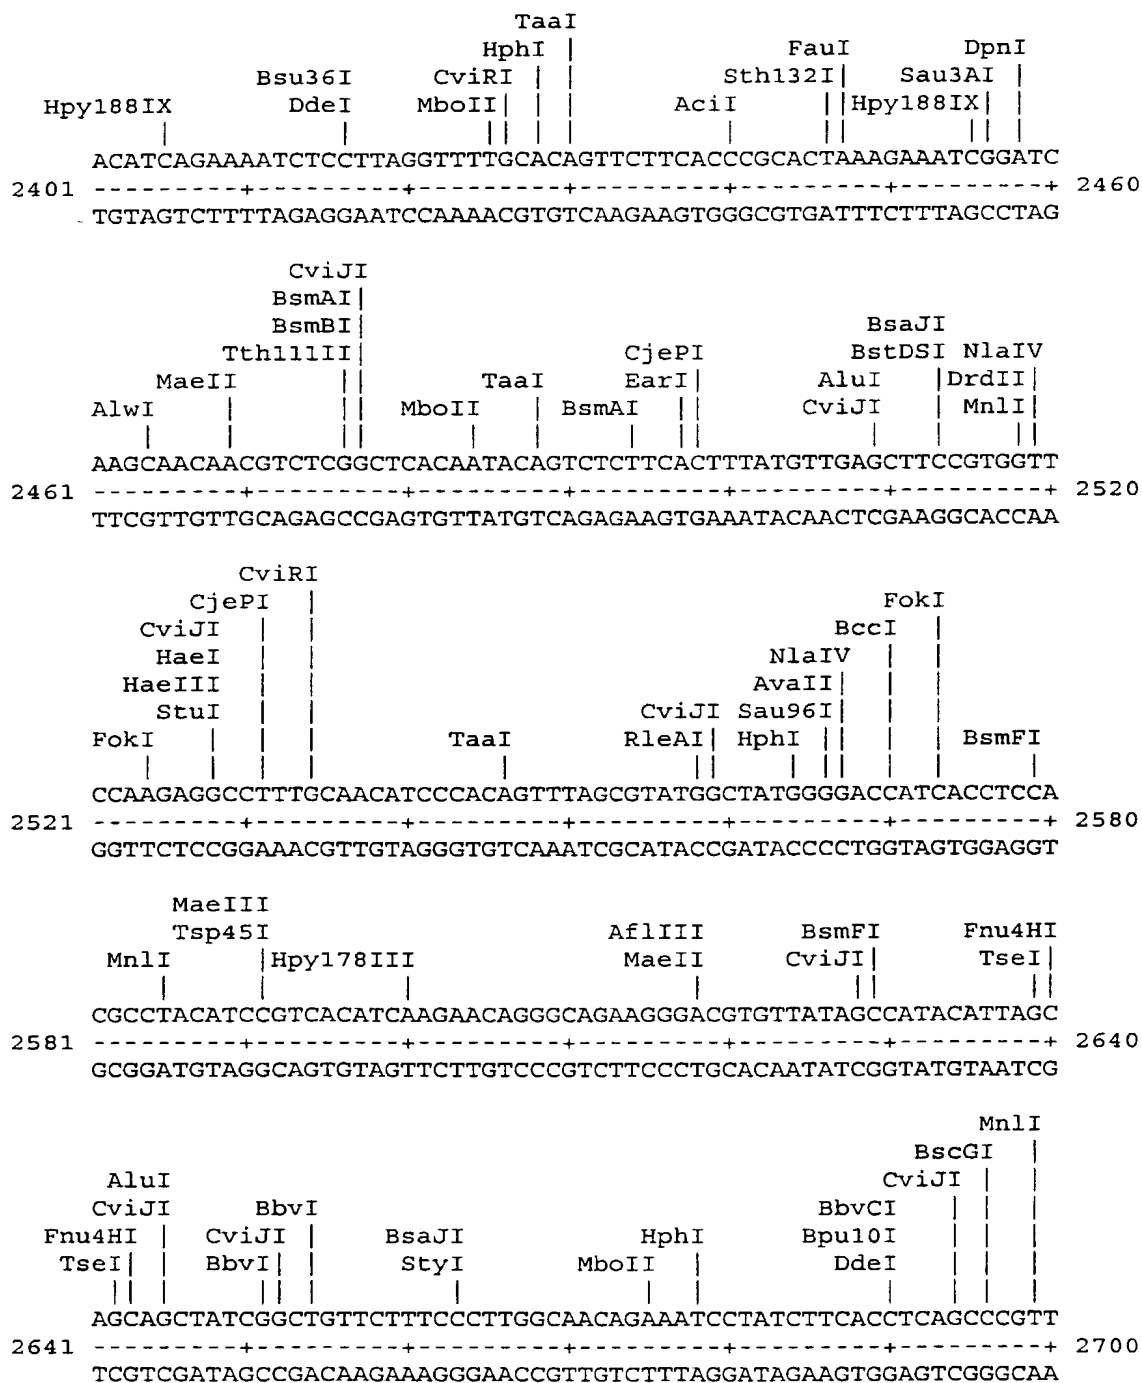 TaaI
HphI
FauI DpnI
Bsu36I CviRI Sth132I Sau3AI
Hpy188IX DdeI MboII AciI Hpy188IX
ACATCAGAAAATCTCCTTAGGTTTTGCACAGTTCTTCACCCGCACTAAAGAAATCGGATC
2401 ---------+---------+---------+---------+---------+---------+ 2460
TGTAGTCTTTTAGAGGAATCCAAAACGTGTCAAGAAGTGGGCGTGATTTCTTTAGCCTAG
CviJI
BsmAI
BsmBI BsaJI
Tth111II CjePI BstDSI NlaIV
MaeII TaaI EarI AluI DrdII
AlwI MboII BsmAI CviJI MnlI
AAGCAACAACGTCTCGGCTCACAATACAGTCTCTTCACTTTATGTTGAGCTTCCGTGGTT
2461 ---------+---------+---------+---------+---------+---------+ 2520
TTCGTTGTTGCAGAGCCGAGTGTTATGTCAGAGAAGTGAAATACAACTCGAAGGCACCAA
CviRI
CjePI FokI
CviJI BccI
HaeI NlaIV
HaeIII AvaII
StuI CviJI Sau96I
FokI TaaI RleAI HphI BsmFI
CCAAGAGGCCTTTGCAACATCCCACAGTTTAGCGTATGGCTATGGGGACCATCACCTCCA
2521 ---------+---------+---------+---------+---------+---------+ 2580
GGTTCTCCGGAAACGTTGTAGGGTGTCAAATCGCATACCGATACCCCTGGTAGTGGAGGT
MaeIII
Tsp45I AflIII BsmFI Fnu4HI
MnlI Hpy178III MaeII CviJI TseI
CGCCTACATCCGTCACATCAAGAACAGGGCAGAAGGGACGTGTTATAGCCATACATTAGC
2581 ---------+---------+---------+---------+---------+---------+ 2640
GCGGATGTAGGCAGTGTAGTTCTTGTCCCGTCTTCCCTGCACAATATCGGTATGTAATCG
MnlI
BscGI
AluI CviJI
CviJI BbvI BbvCI
Fnu4HI CviJI BsaJI HphI Bpu10I
TseI BbvI StyI MboII DdeI
AGCAGCTATCGGCTGTTCTTTCCCTTGGCAACAGAAATCCTATCTTCACCTCAGCCCGTT
2641 ---------+---------+---------+---------+---------+---------+ 2700
TCGTCGATAGCCGACAAGAAAGGGAACCGTTGTCTTTAGGATAGAAGTGGAGTCGGGCAA